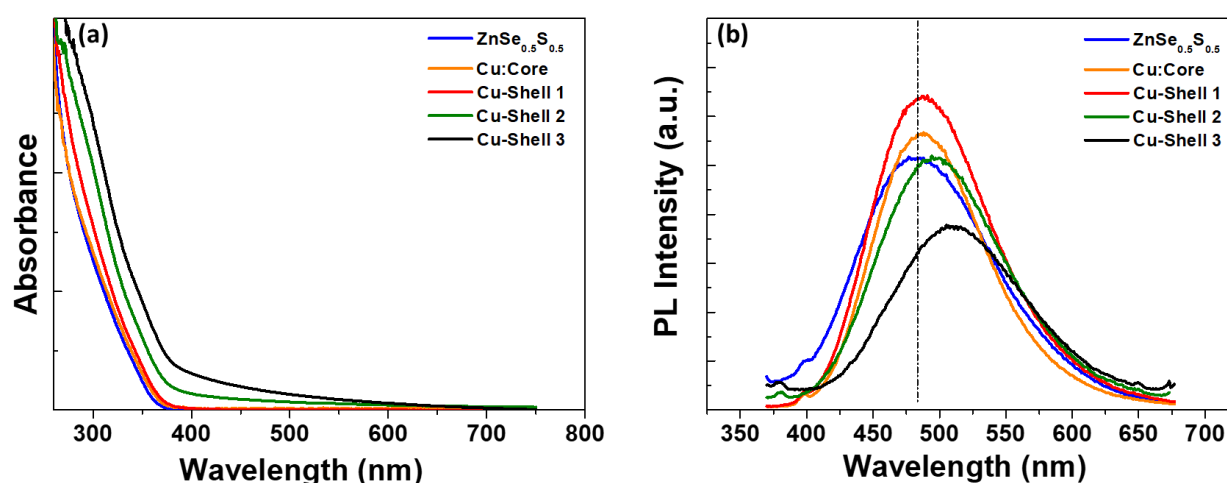 (a)
ZnSe0.5S0.5
Cu:Core
Cu-Shell 1
Cu-Shell 2
Cu-Shell 3
Absorbance
300 400 500 600 700 800
Wavelength (nm)
(b)
ZnSe0.5S0.5
Cu:Core
Cu-Shell 1
Cu-Shell 2
Cu-Shell 3
PL Intensity (a.u.)
350 400 450 500 550 600 650 700
Wavelength (nm)